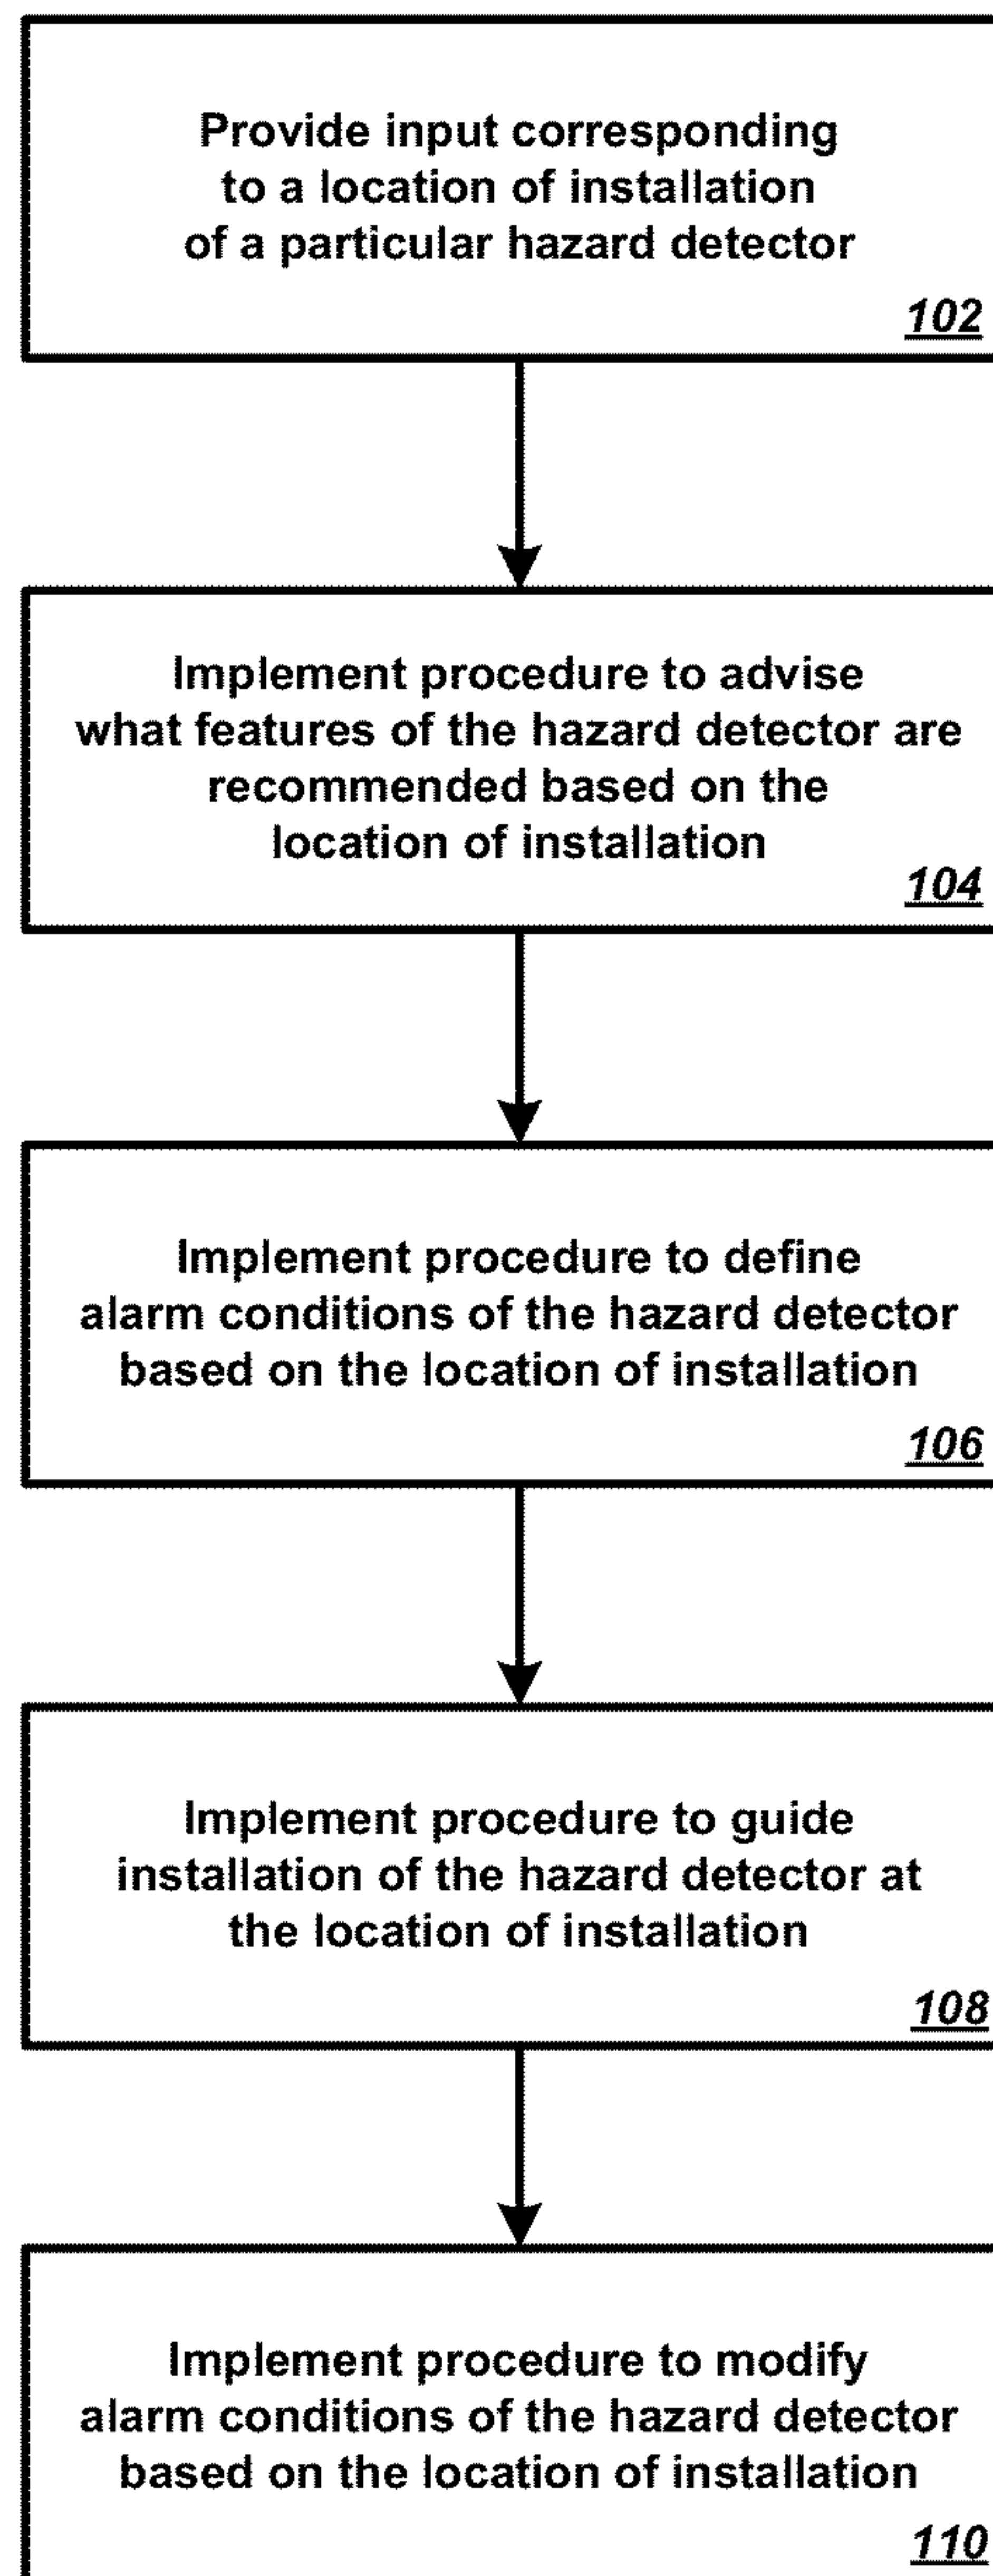 Provide input corresponding
to a location of installation
of a particular hazard detector
102
Implement procedure to advise
what features of the hazard detector are
recommended based on the
location of installation
104
Implement procedure to define
alarm conditions of the hazard detector
based on the location of installation
106
Implement procedure to guide
installation of the hazard detector at
the location of installation
108
Implement procedure to modify
alarm conditions of the hazard detector
based on the location of installation
110